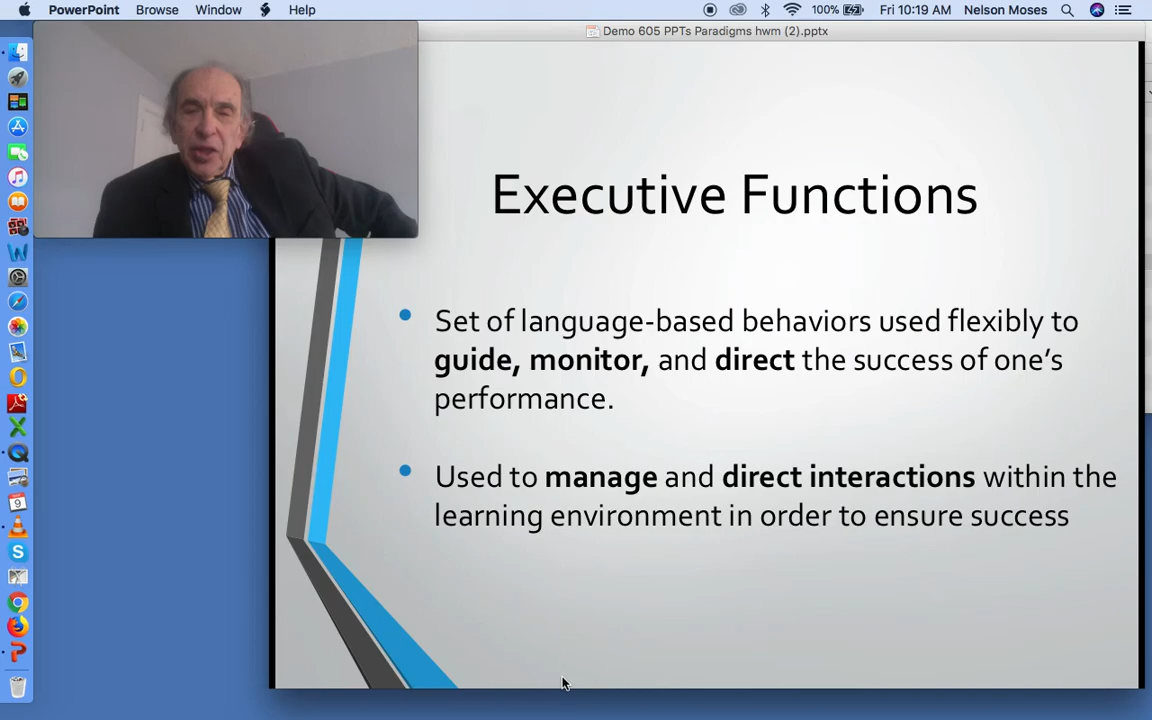 PowerPoint Browse Window Help 100% Fri 10:19 AM Nelson Moses
Demo 605 PPTs Paradigms hwm (2).pptx
Executive Functions
Set of language-based behaviors used flexibly to
guide, monitor, and direct the success of one’s
performance.
Used to manage and direct interactions within the
learning environment in order to ensure success